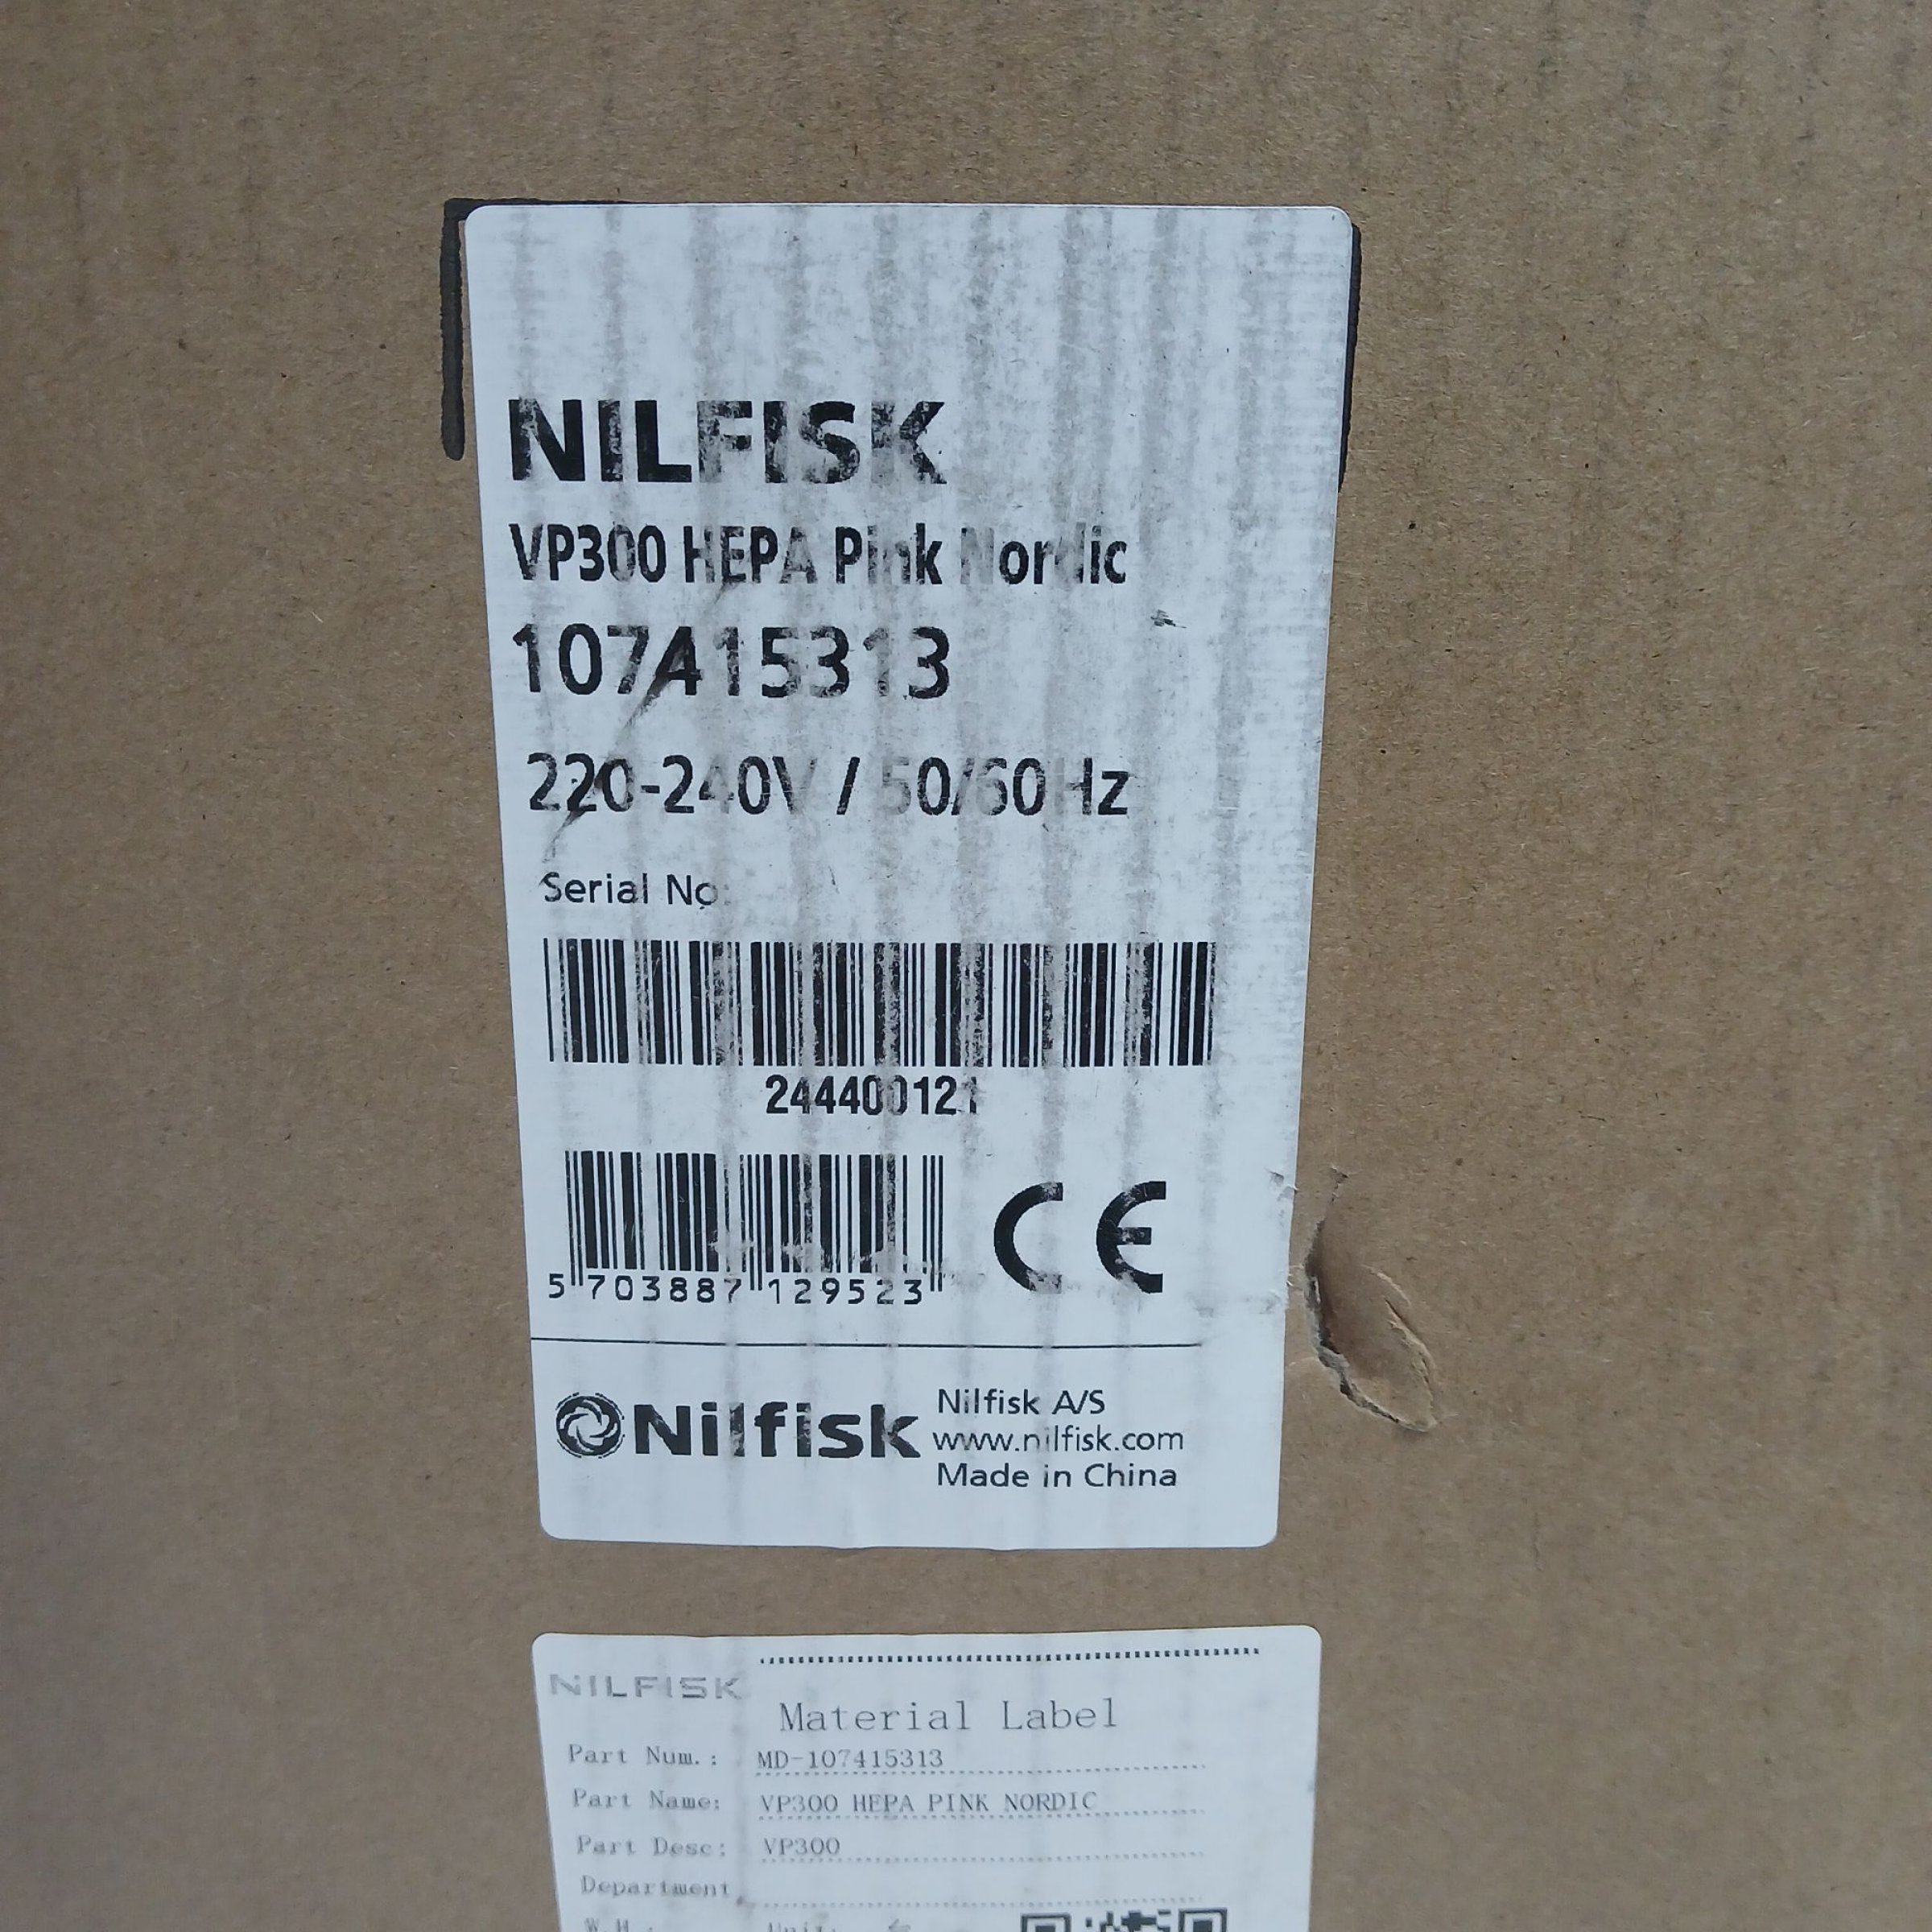 NILFISK
VP300 HEPA Pink Nordic
107415313
220-240V / 50/60Hz
Serial No:
244400121
5 703887 129523
CE
Nilfisk
Nilfisk A/S
www.nilfisk.com
Made in China
NILFISK
Material Label
Part Num.: MD-107415313
Part Name: VP300 HEPA PINK NORDIC
Part Desc: VP300
Department
W.H.: Unit: